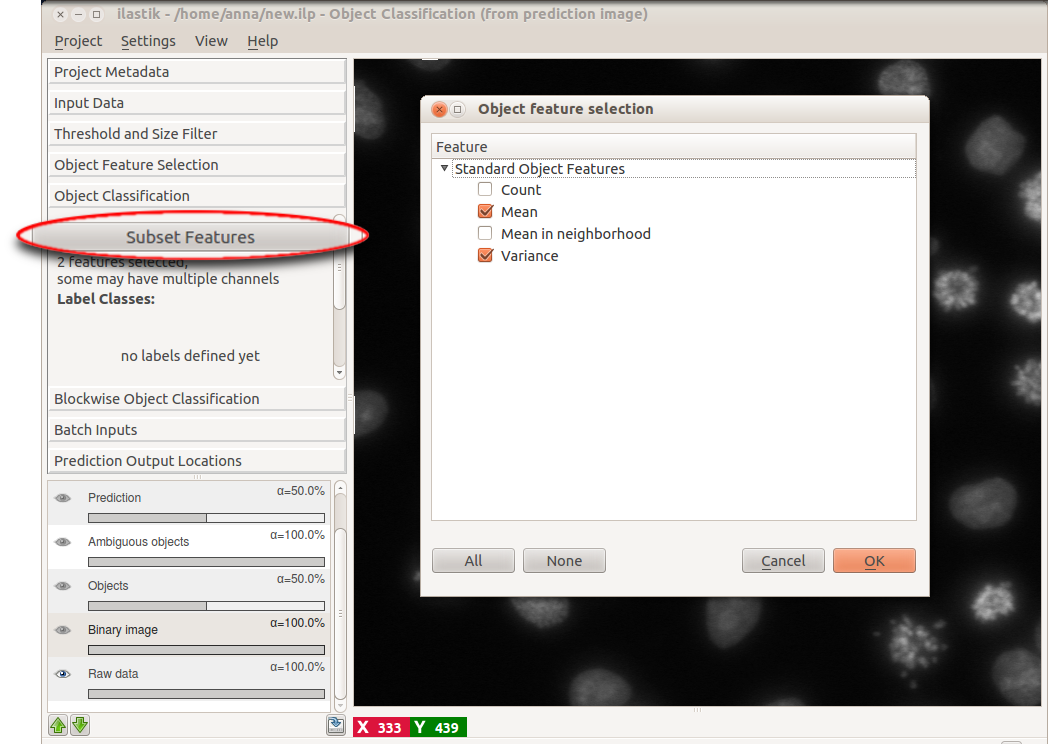 ilastik - /home/anna/new.ilp - Object Classification (from prediction image)
Project Settings View Help
Project Metadata
Input Data
Threshold and Size Filter
Object Feature Selection
Object Classification
Subset Features
2 features selected,
some may have multiple channels
Label Classes:
no labels defined yet
Blockwise Object Classification
Batch Inputs
Prediction Output Locations
Prediction α=50.0%
Ambiguous objects α=100.0%
Objects α=50.0%
Binary image α=100.0%
Raw data α=100.0%
Object feature selection
Feature
Standard Object Features
Count
Mean
Mean in neighborhood
Variance
All None Cancel OK
X 333 Y 439